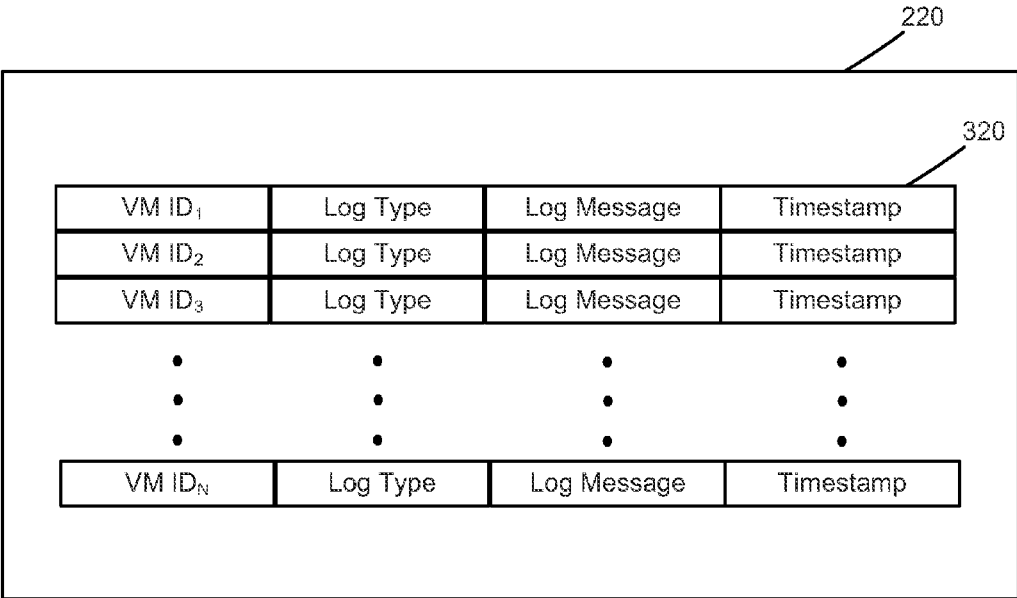 220
320
VM ID₁ Log Type Log Message Timestamp
VM ID₂ Log Type Log Message Timestamp
VM ID₃ Log Type Log Message Timestamp
VM IDN Log Type Log Message Timestamp